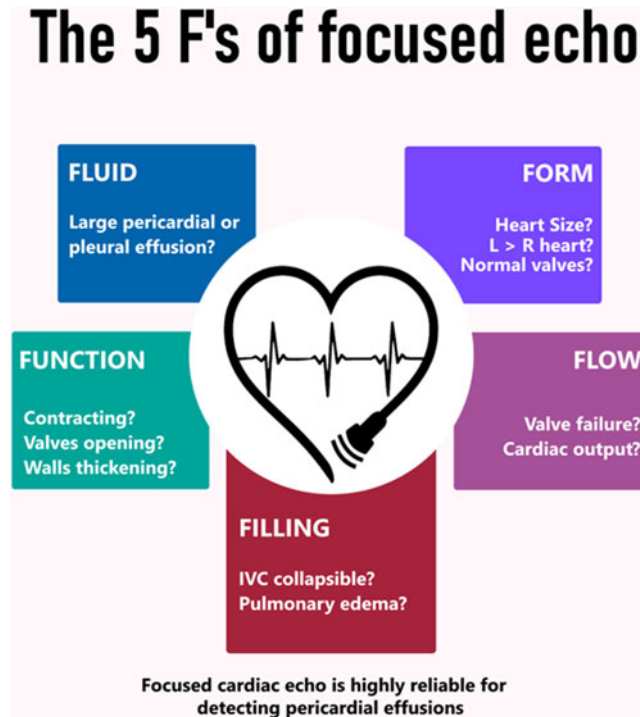 The 5 F's of focused echo
FLUID
Large pericardial or
pleural effusion?
FORM
Heart Size?
L > R heart?
Normal valves?
FUNCTION
Contracting?
Valves opening?
Walls thickening?
FLOW
Valve failure?
Cardiac output?
FILLING
IVC collapsible?
Pulmonary edema?
Focused cardiac echo is highly reliable for
detecting pericardial effusions